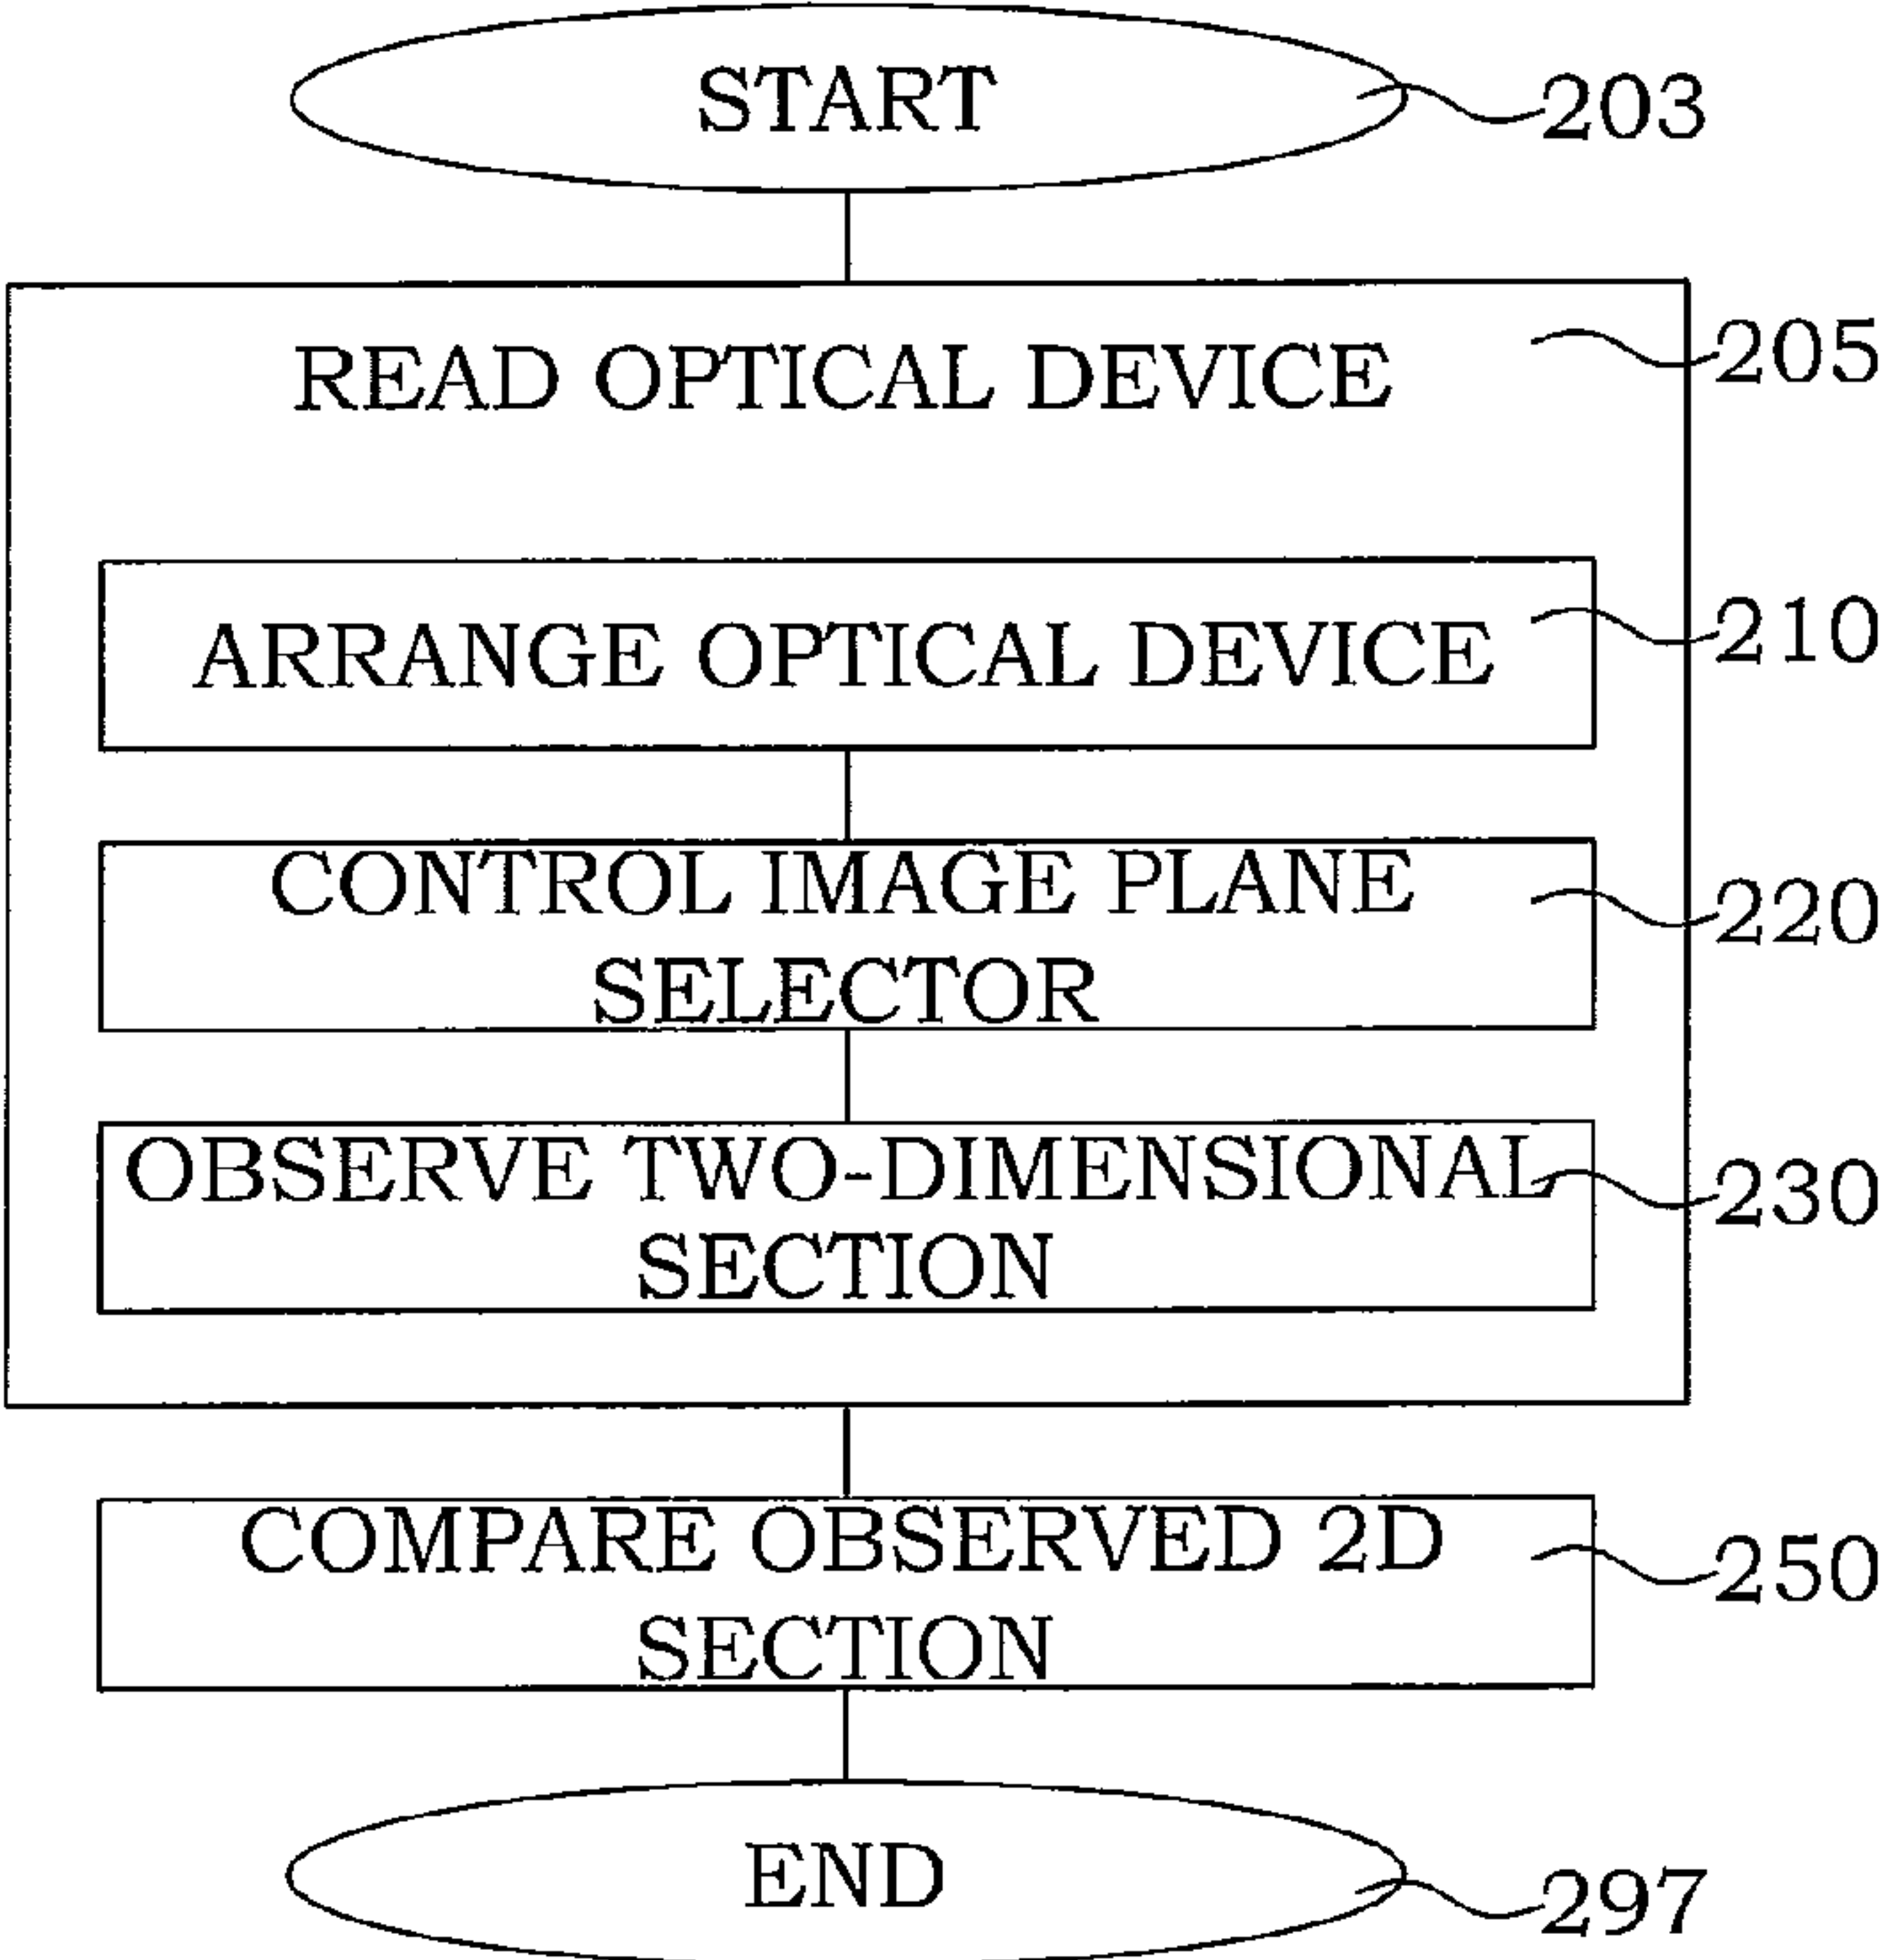 START
203
READ OPTICAL DEVICE
205
ARRANGE OPTICAL DEVICE
210
CONTROL IMAGE PLANE
SELECTOR
220
OBSERVE TWO-DIMENSIONAL
SECTION
230
COMPARE OBSERVED 2D
SECTION
250
END
297